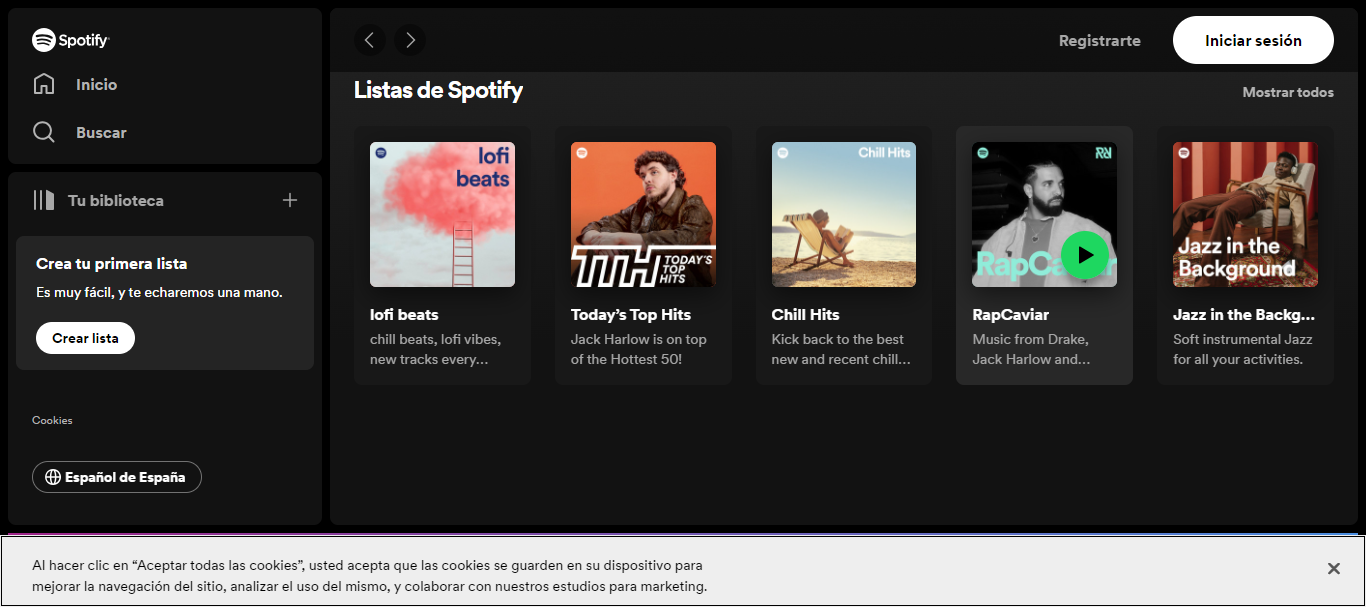 Spotify
Inicio
Buscar
Tu biblioteca
Crea tu primera lista
Es muy fácil, y te echaremos una mano.
Crear lista
Cookies
Español de España
Registrarte
Iniciar sesión
Listas de Spotify
Mostrar todos
lofi
beats
lofi beats
chill beats, lofi vibes,
new tracks every...
TTH TODAY'S
TOP
HITS
Today's Top Hits
Jack Harlow is on top
of the Hottest 50!
Chill Hits
Chill Hits
Kick back to the best
new and recent chill...
RapCaviar
Music from Drake,
Jack Harlow and...
Jazz in the
Background
Jazz in the Backg...
Soft instrumental Jazz
for all your activities.
Al hacer clic en “Aceptar todas las cookies”, usted acepta que las cookies se guarden en su dispositivo para
mejorar la navegación del sitio, analizar el uso del mismo, y colaborar con nuestros estudios para marketing.